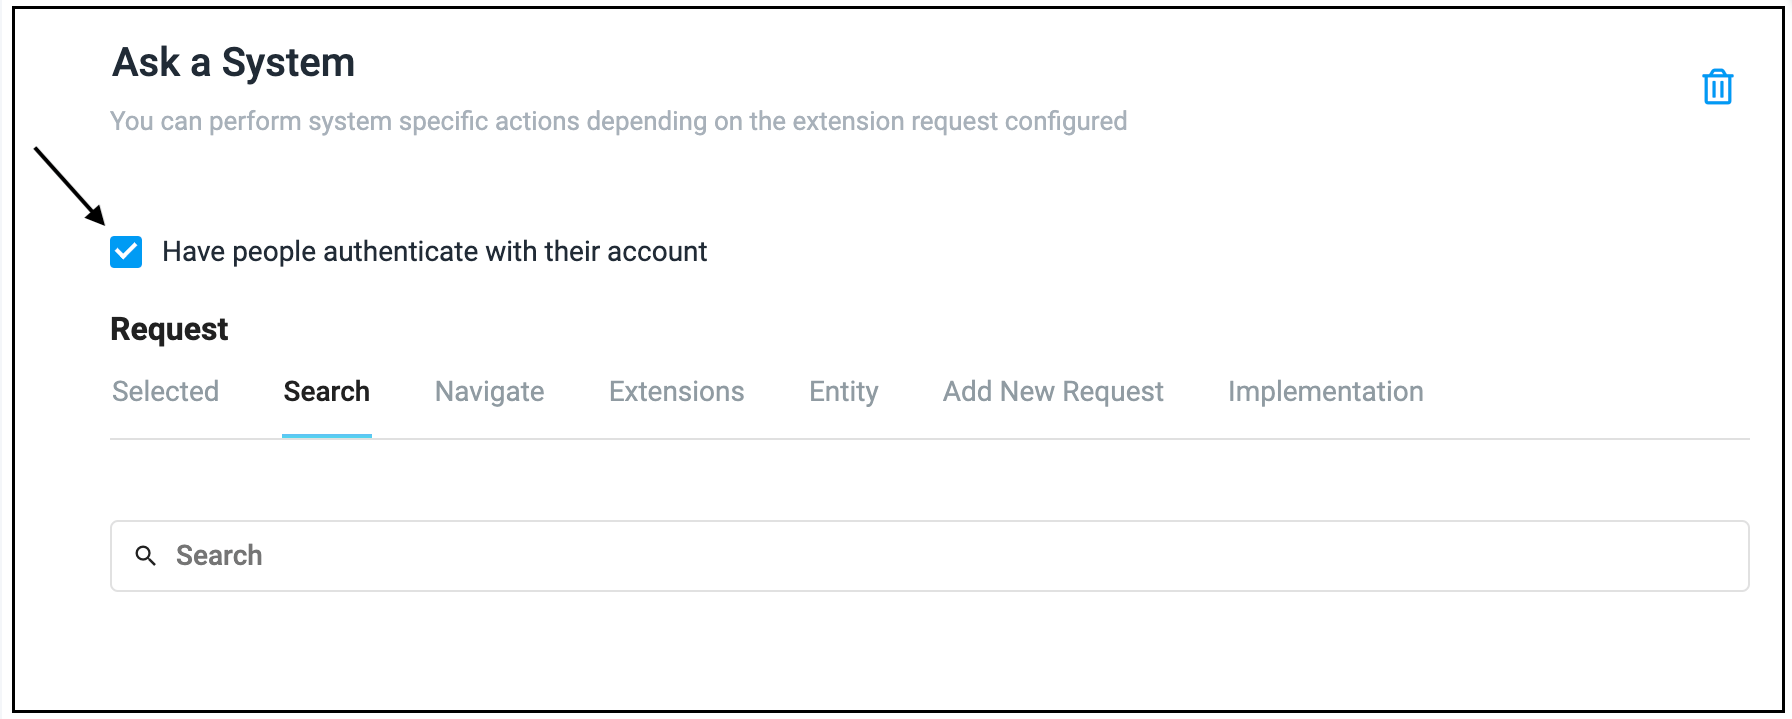 Ask a System
You can perform system specific actions depending on the extension request configured
Have people authenticate with their account
Request
Selected Search Navigate Extensions Entity Add New Request Implementation
Search